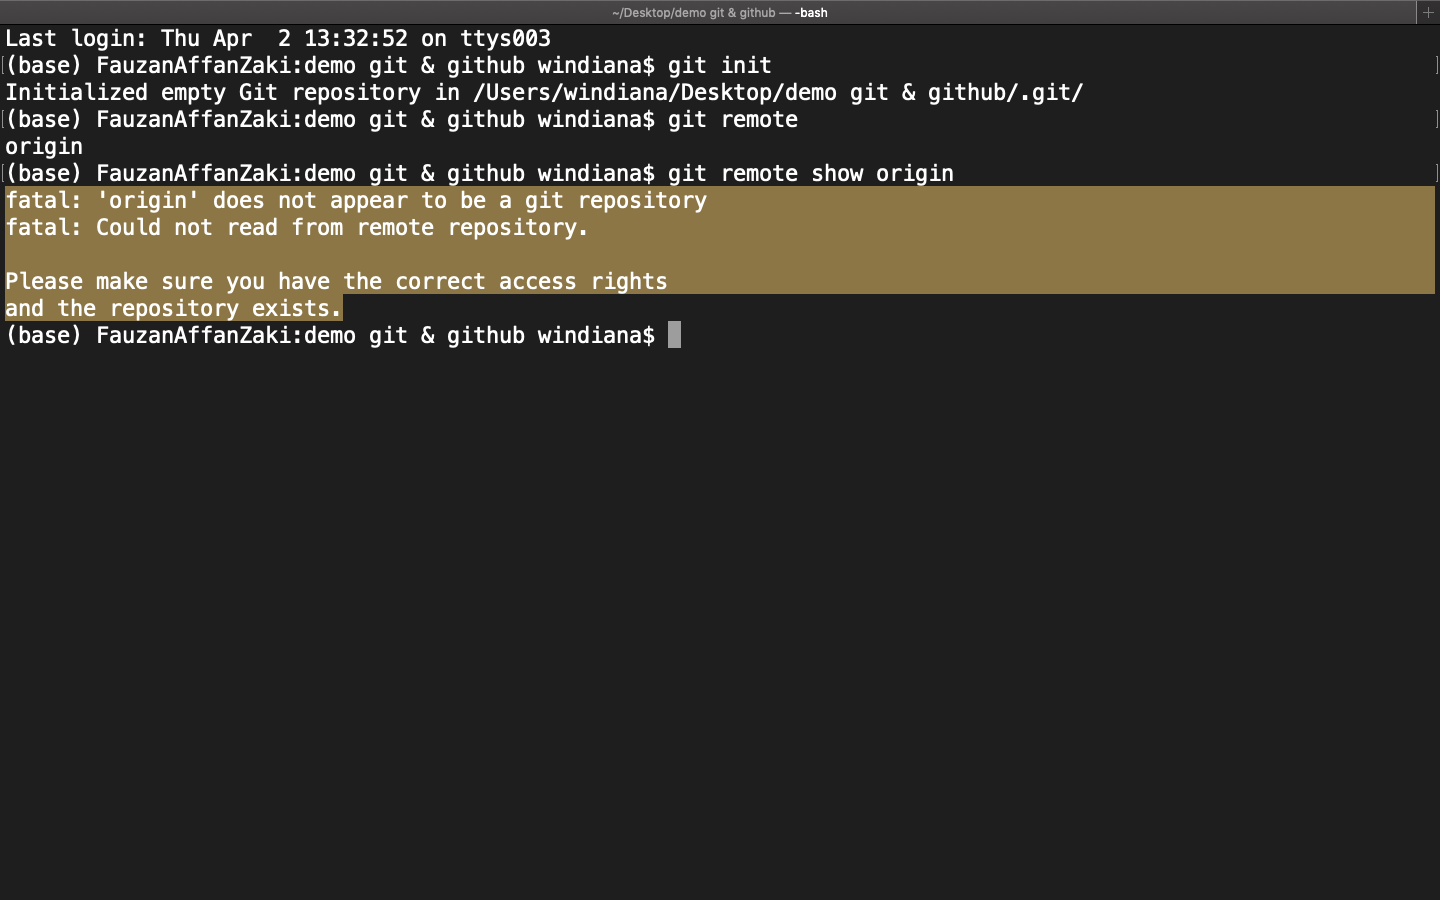 ~/Desktop/demo git & github — -bash
Last login: Thu Apr  2 13:32:52 on ttys003
(base) FauzanAffanZaki:demo git & github windiana$ git init
Initialized empty Git repository in /Users/windiana/Desktop/demo git & github/.git/
(base) FauzanAffanZaki:demo git & github windiana$ git remote
origin
(base) FauzanAffanZaki:demo git & github windiana$ git remote show origin
fatal: 'origin' does not appear to be a git repository
fatal: Could not read from remote repository.

Please make sure you have the correct access rights
and the repository exists.
(base) FauzanAffanZaki:demo git & github windiana$